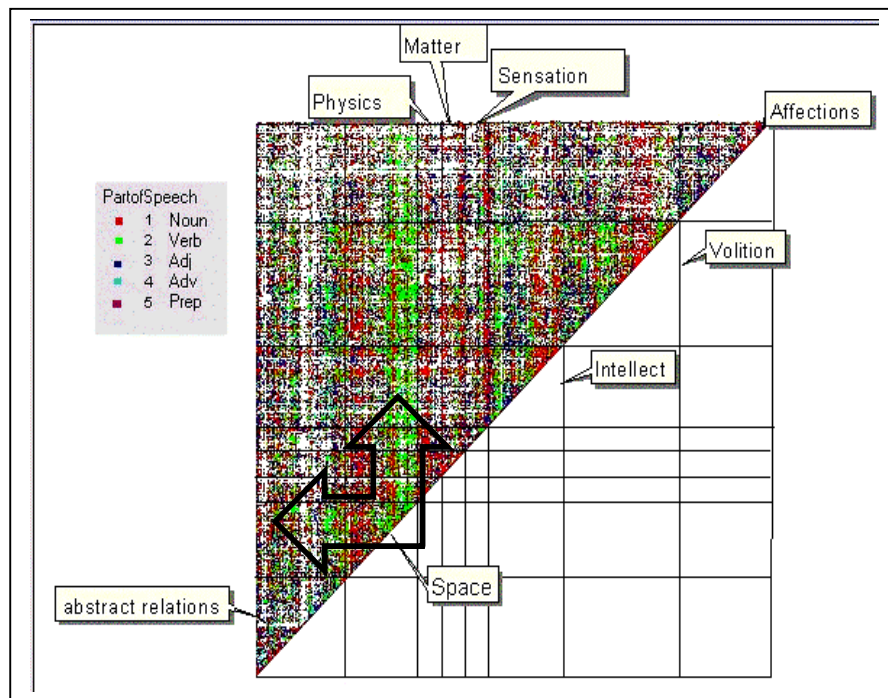 Matter
Sensation
Physics
Affections
PartofSpeech
1 Noun
2 Verb
3 Adj
4 Adv
5 Prep
Volition
Intellect
Space
abstract relations